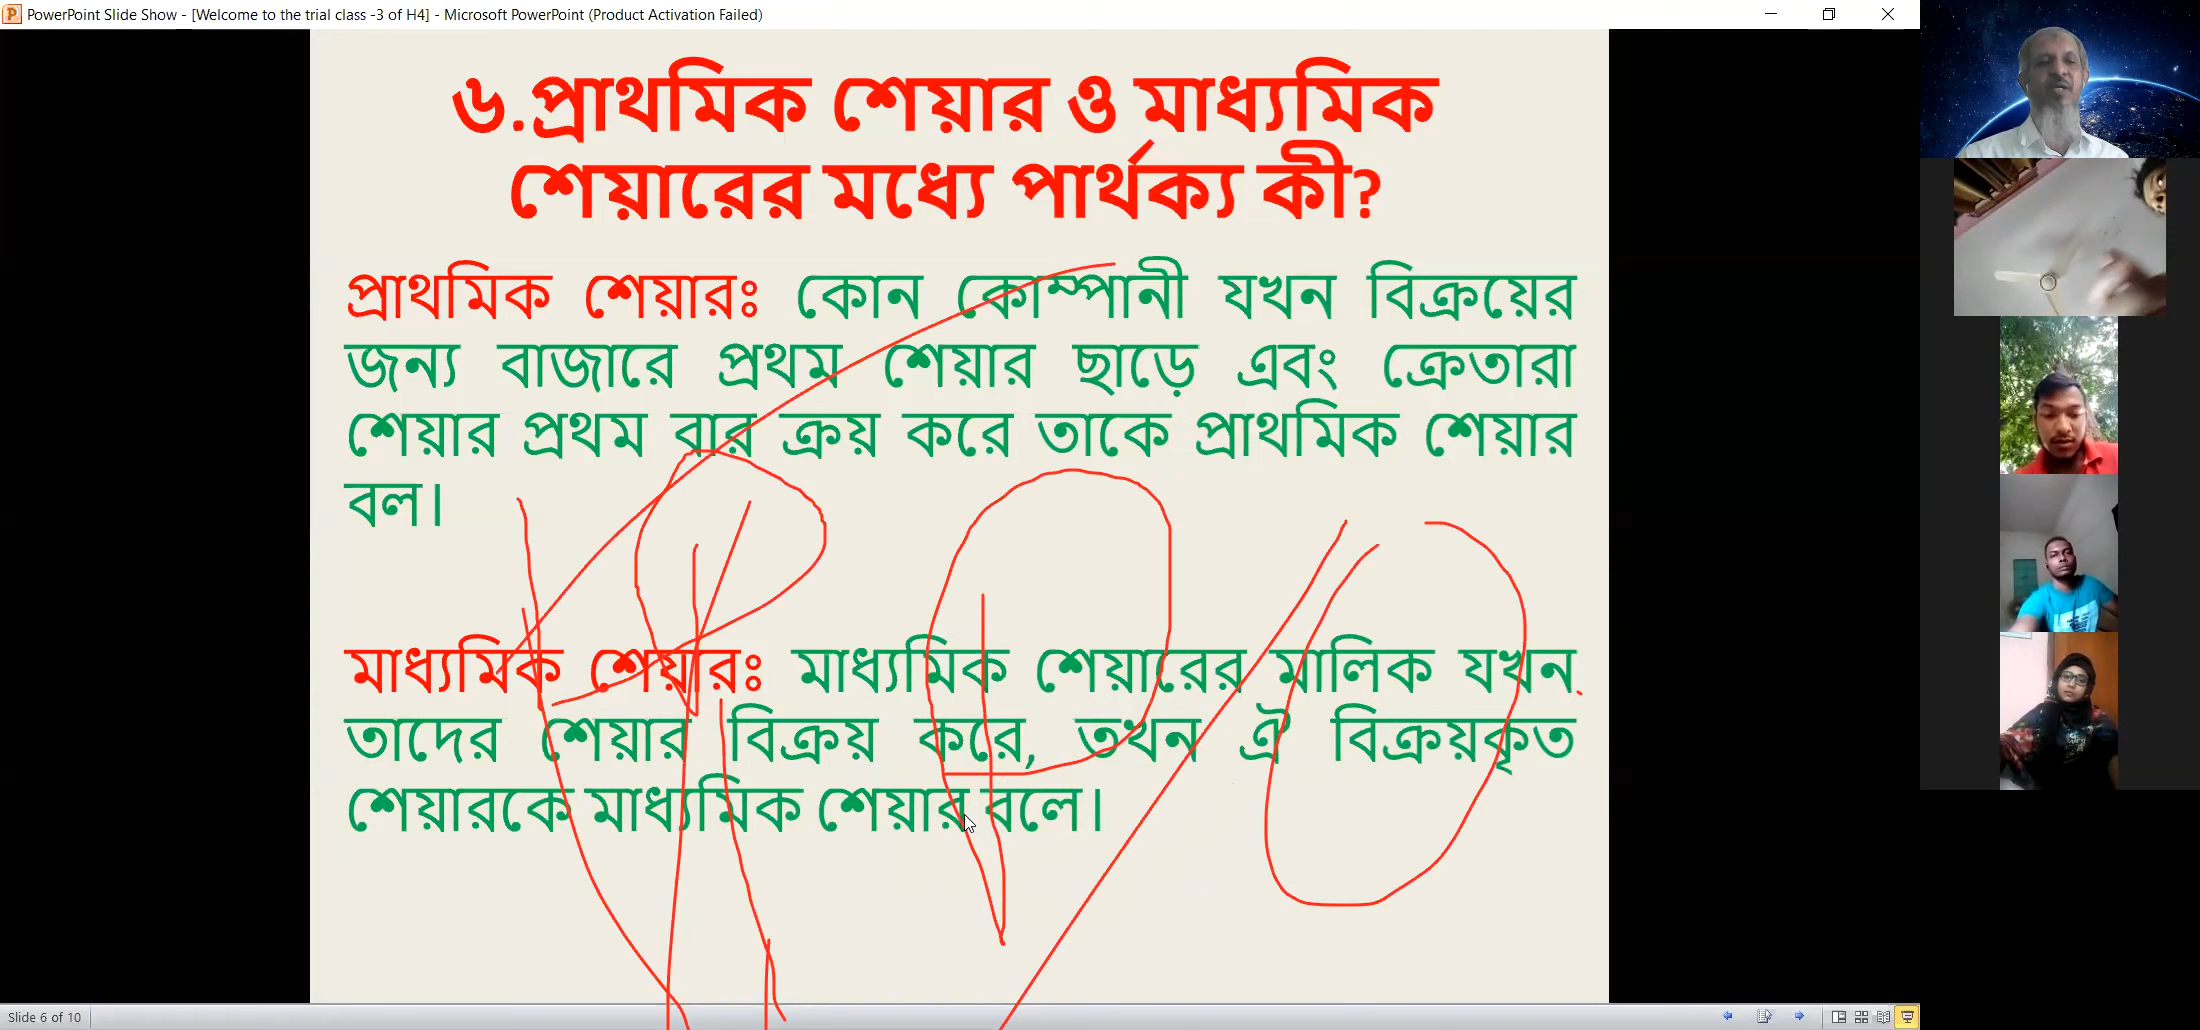 PowerPoint Slide Show - [Welcome to the trial class -3 of H4] - Microsoft PowerPoint (Product Activation Failed)
৬.প্রাথমিক শেয়ার ও মাধ্যমিক
শেয়ারের মধ্যে পার্থক্য কী?
প্রাথমিক শেয়ারঃ কোন কোম্পানী যখন বিক্রয়ের
জন্য বাজারে প্রথম শেয়ার ছাড়ে এবং ক্রেতারা
শেয়ার প্রথম বার ক্রয় করে তাকে প্রাথমিক শেয়ার
বল।
মাধ্যমিক শেয়ারঃ মাধ্যমিক শেয়ারের মালিক যখন
তাদের শেয়ার বিক্রয় করে, তখন ঐ বিক্রয়কৃত
শেয়ারকে মাধ্যমিক শেয়ার বলে।
Slide 6 of 10